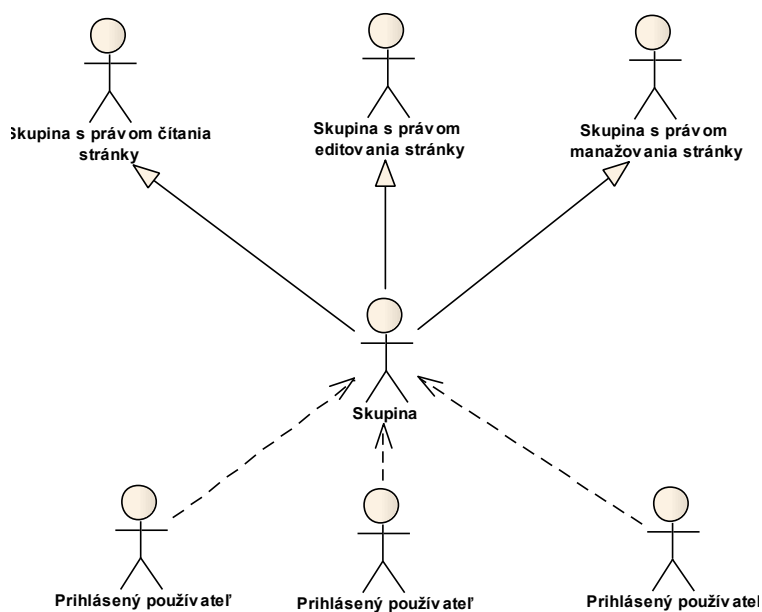 Skupina s právom čítania
stránky
Skupina s právom
editovania stránky
Skupina s právom
manažovania stránky
Skupina
Prihlásený používateľ
Prihlásený používateľ
Prihlásený používateľ